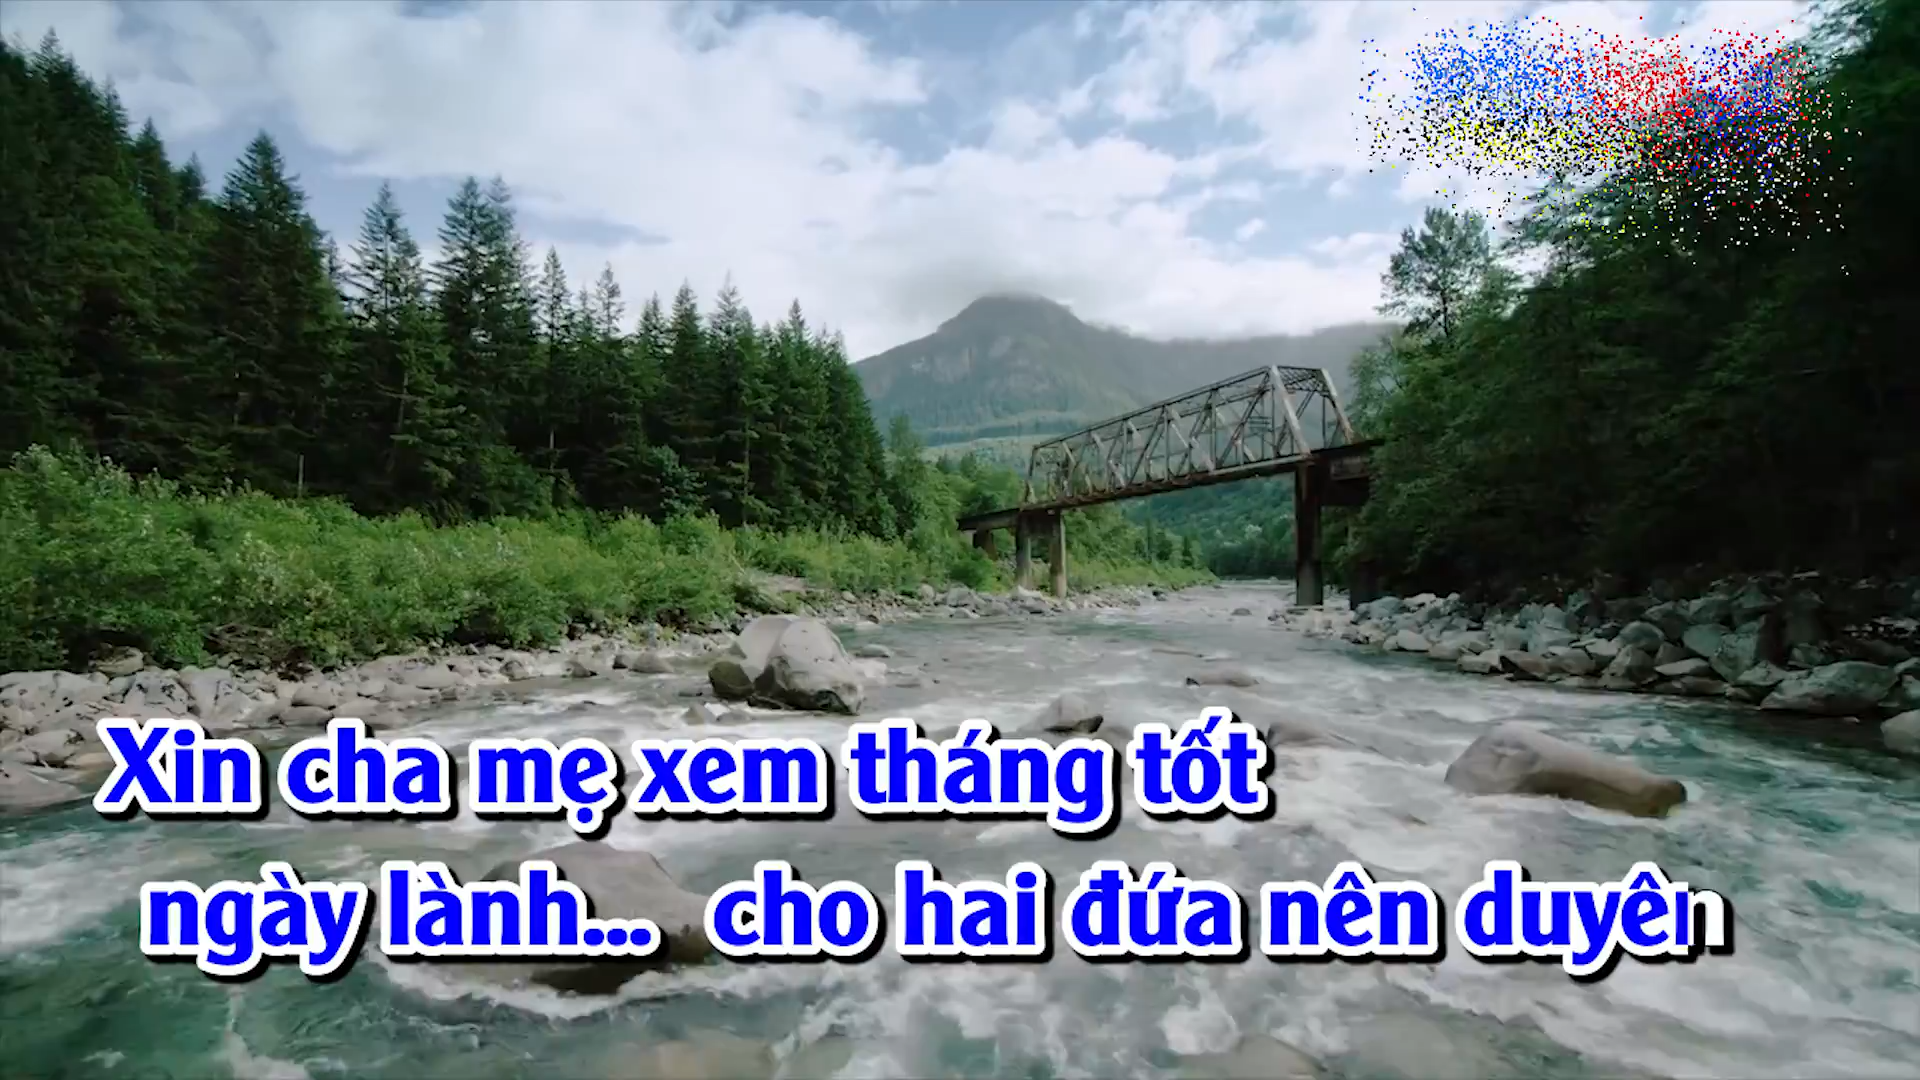 Xin cha mẹ xem tháng tốt
ngày lành... cho hai đứa nên duyên